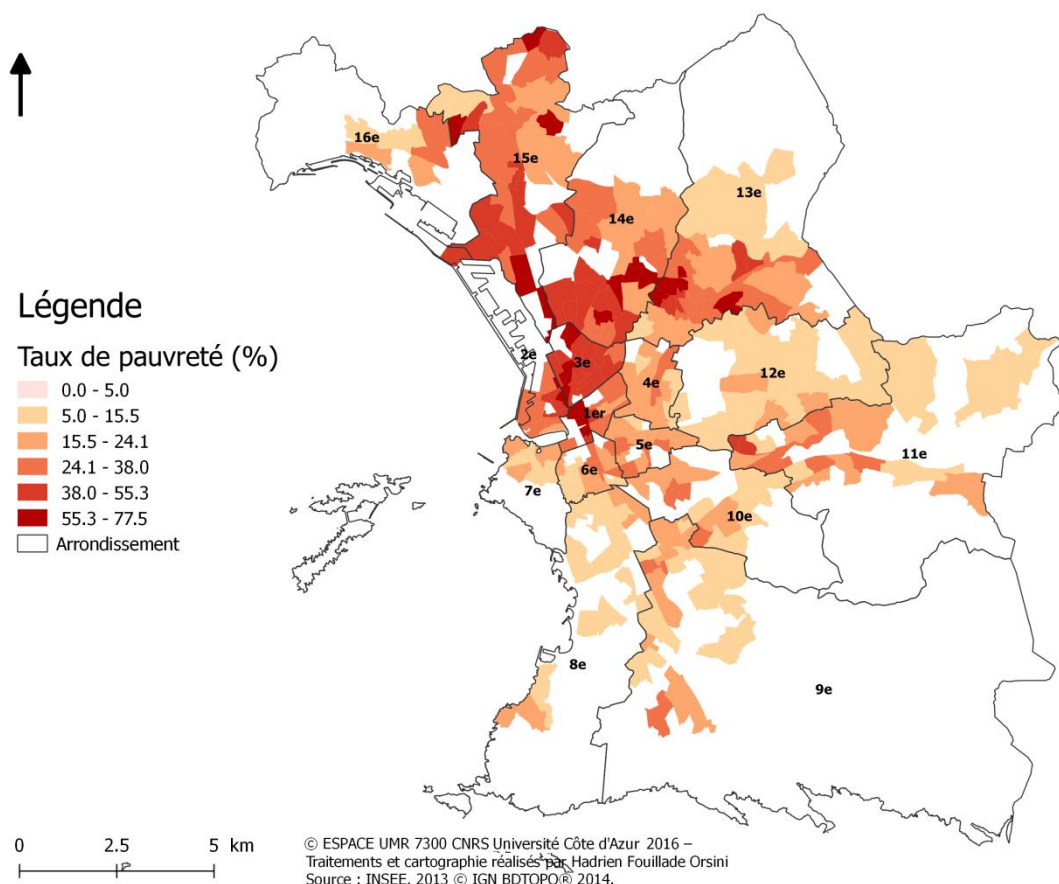 16e
15e
13e
14e
Légende
Taux de pauvreté (%)
0.0 - 5.0
5.0 - 15.5
15.5 - 24.1
24.1 - 38.0
38.0 - 55.3
55.3 - 77.5
Arrondissement
2e
3e
4e
12e
1er
5e
11e
6e
7e
10e
8e
9e
0 2.5 5 km
© ESPACE UMR 7300 CNRS Université Côte d'Azur 2016 –
Traitements et cartographie réalisés par Hadrien Fouillade Orsini
Source : INSEE, 2013 © IGN BDTOPO® 2014.